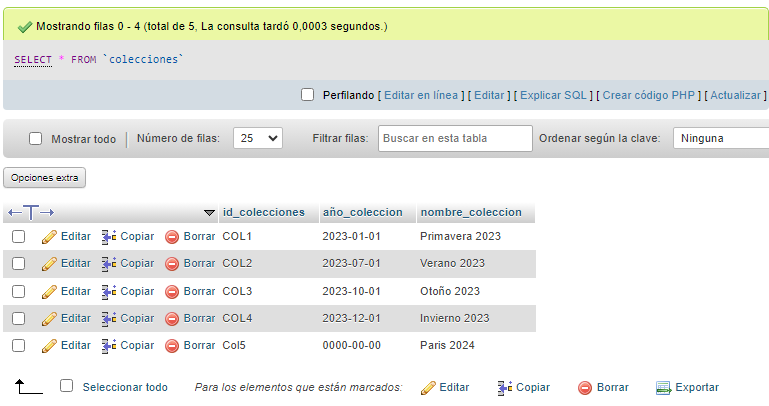 Mostrando filas 0 - 4 (total de 5, La consulta tardó 0,0003 segundos.)
SELECT * FROM `colecciones`
Perfilando [ Editar en línea ] [ Editar ] [ Explicar SQL ] [ Crear código PHP ] [ Actualizar ]
Mostrar todo | Número de filas: 25 Filtrar filas: Buscar en esta tabla Ordenar según la clave: Ninguna
Opciones extra
←T→ id_colecciones año_coleccion nombre_coleccion
Editar Copiar Borrar COL1 2023-01-01 Primavera 2023
Editar Copiar Borrar COL2 2023-07-01 Verano 2023
Editar Copiar Borrar COL3 2023-10-01 Otoño 2023
Editar Copiar Borrar COL4 2023-12-01 Invierno 2023
Editar Copiar Borrar Col5 0000-00-00 Paris 2024
Seleccionar todo Para los elementos que están marcados: Editar Copiar Borrar Exportar